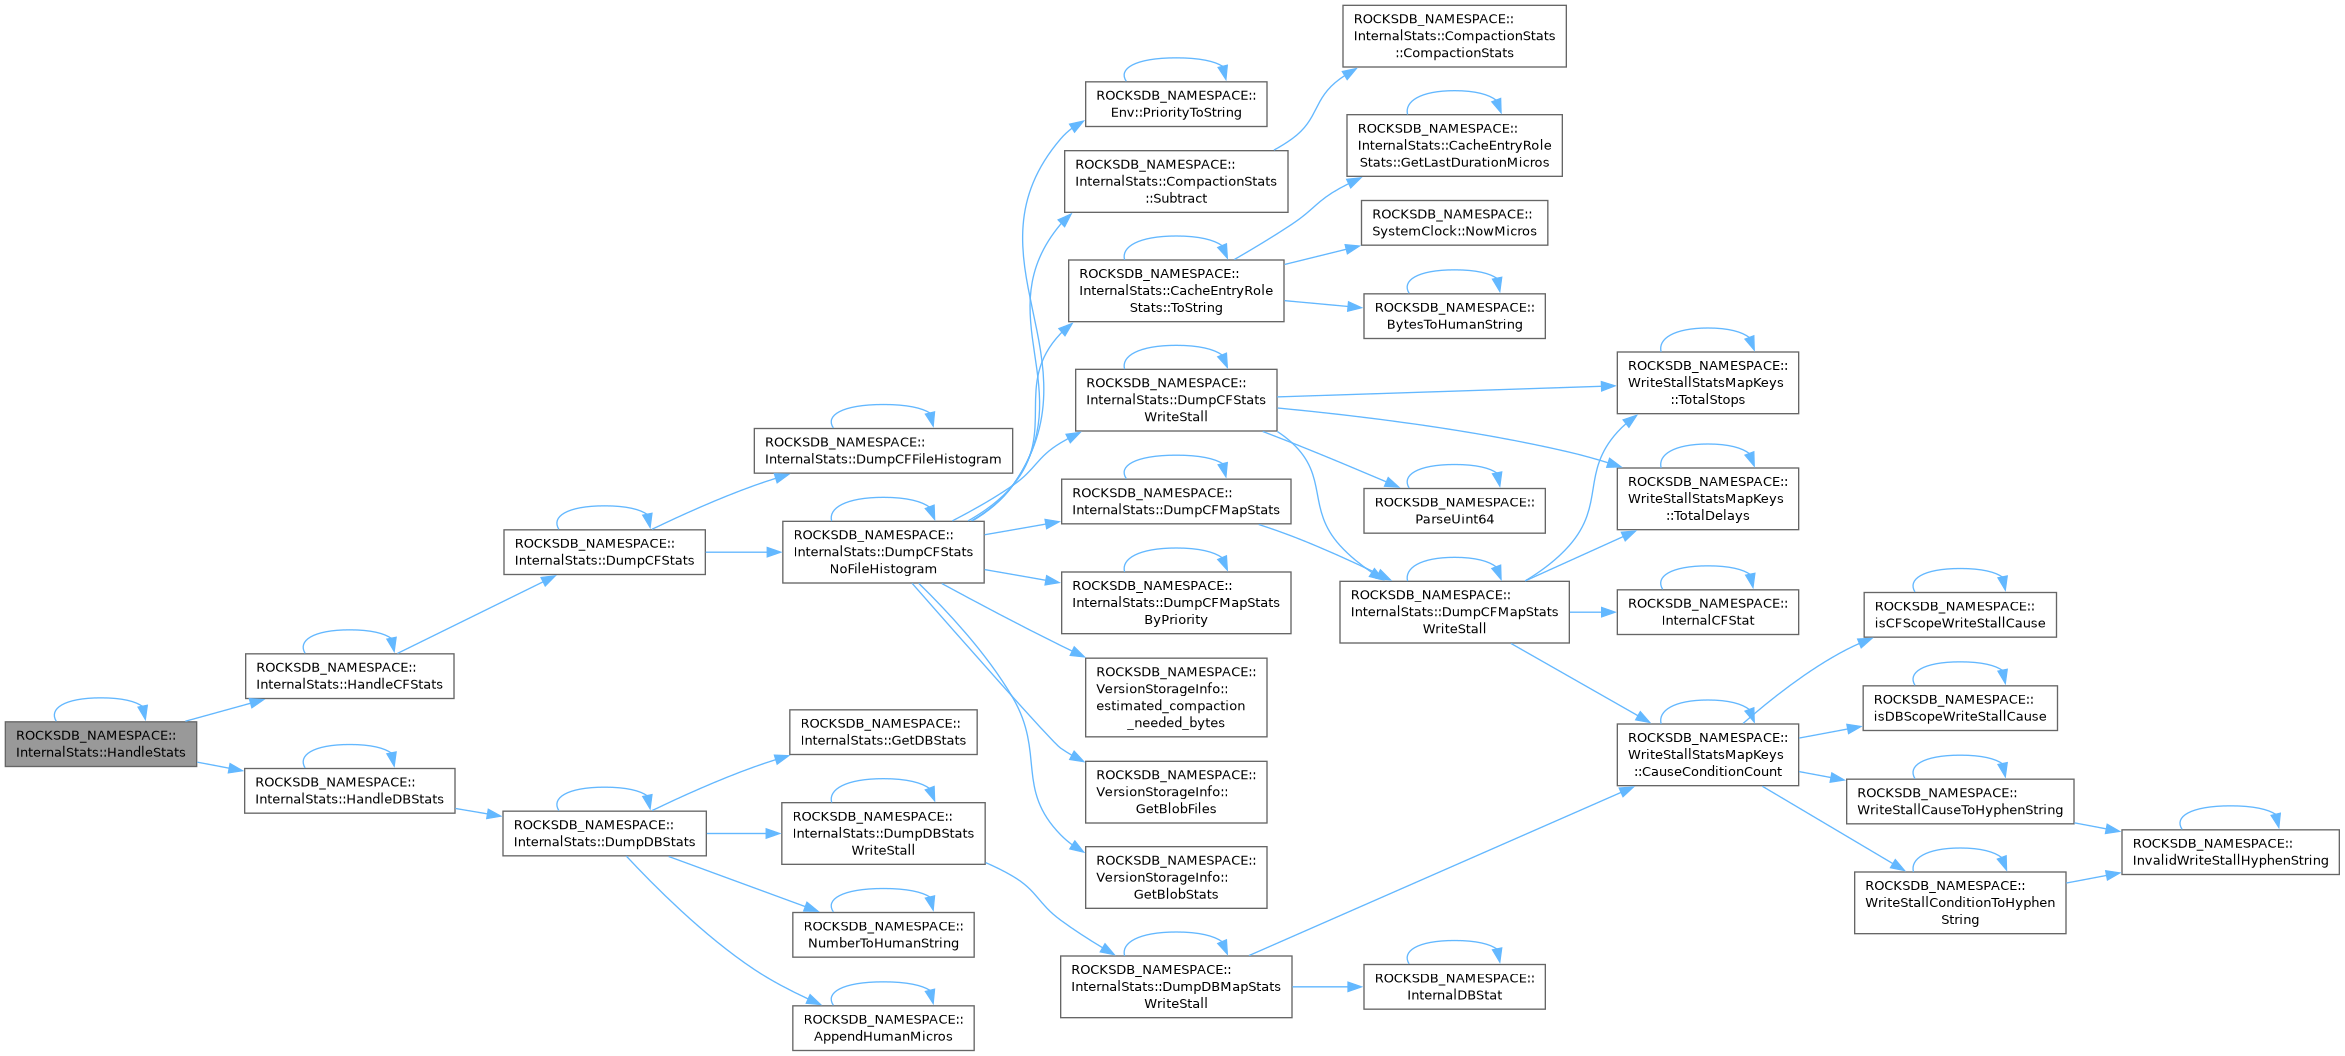 ROCKSDB_NAMESPACE::
InternalStats::HandleStats
ROCKSDB_NAMESPACE::
InternalStats::HandleCFStats
ROCKSDB_NAMESPACE::
InternalStats::HandleDBStats
ROCKSDB_NAMESPACE::
InternalStats::DumpCFStats
ROCKSDB_NAMESPACE::
InternalStats::DumpDBStats
ROCKSDB_NAMESPACE::
InternalStats::DumpCFFileHistogram
ROCKSDB_NAMESPACE::
InternalStats::DumpCFStats
NoFileHistogram
ROCKSDB_NAMESPACE::
InternalStats::GetDBStats
ROCKSDB_NAMESPACE::
InternalStats::DumpDBStats
WriteStall
ROCKSDB_NAMESPACE::
NumberToHumanString
ROCKSDB_NAMESPACE::
AppendHumanMicros
ROCKSDB_NAMESPACE::
Env::PriorityToString
ROCKSDB_NAMESPACE::
InternalStats::CompactionStats
::Subtract
ROCKSDB_NAMESPACE::
InternalStats::CacheEntryRole
Stats::ToString
ROCKSDB_NAMESPACE::
InternalStats::DumpCFStats
WriteStall
ROCKSDB_NAMESPACE::
InternalStats::DumpCFMapStats
ROCKSDB_NAMESPACE::
InternalStats::DumpCFMapStats
ByPriority
ROCKSDB_NAMESPACE::
VersionStorageInfo::
estimated_compaction
_needed_bytes
ROCKSDB_NAMESPACE::
VersionStorageInfo::
GetBlobFiles
ROCKSDB_NAMESPACE::
VersionStorageInfo::
GetBlobStats
ROCKSDB_NAMESPACE::
InternalStats::DumpDBMapStats
WriteStall
ROCKSDB_NAMESPACE::
InternalStats::CompactionStats
::CompactionStats
ROCKSDB_NAMESPACE::
InternalStats::CacheEntryRole
Stats::GetLastDurationMicros
ROCKSDB_NAMESPACE::
SystemClock::NowMicros
ROCKSDB_NAMESPACE::
BytesToHumanString
ROCKSDB_NAMESPACE::
ParseUint64
ROCKSDB_NAMESPACE::
InternalStats::DumpCFMapStats
WriteStall
ROCKSDB_NAMESPACE::
InternalDBStat
ROCKSDB_NAMESPACE::
WriteStallStatsMapKeys
::TotalStops
ROCKSDB_NAMESPACE::
WriteStallStatsMapKeys
::TotalDelays
ROCKSDB_NAMESPACE::
InternalCFStat
ROCKSDB_NAMESPACE::
WriteStallStatsMapKeys
::CauseConditionCount
ROCKSDB_NAMESPACE::
isCFScopeWriteStallCause
ROCKSDB_NAMESPACE::
isDBScopeWriteStallCause
ROCKSDB_NAMESPACE::
WriteStallCauseToHyphenString
ROCKSDB_NAMESPACE::
WriteStallConditionToHyphen
String
ROCKSDB_NAMESPACE::
InvalidWriteStallHyphenString